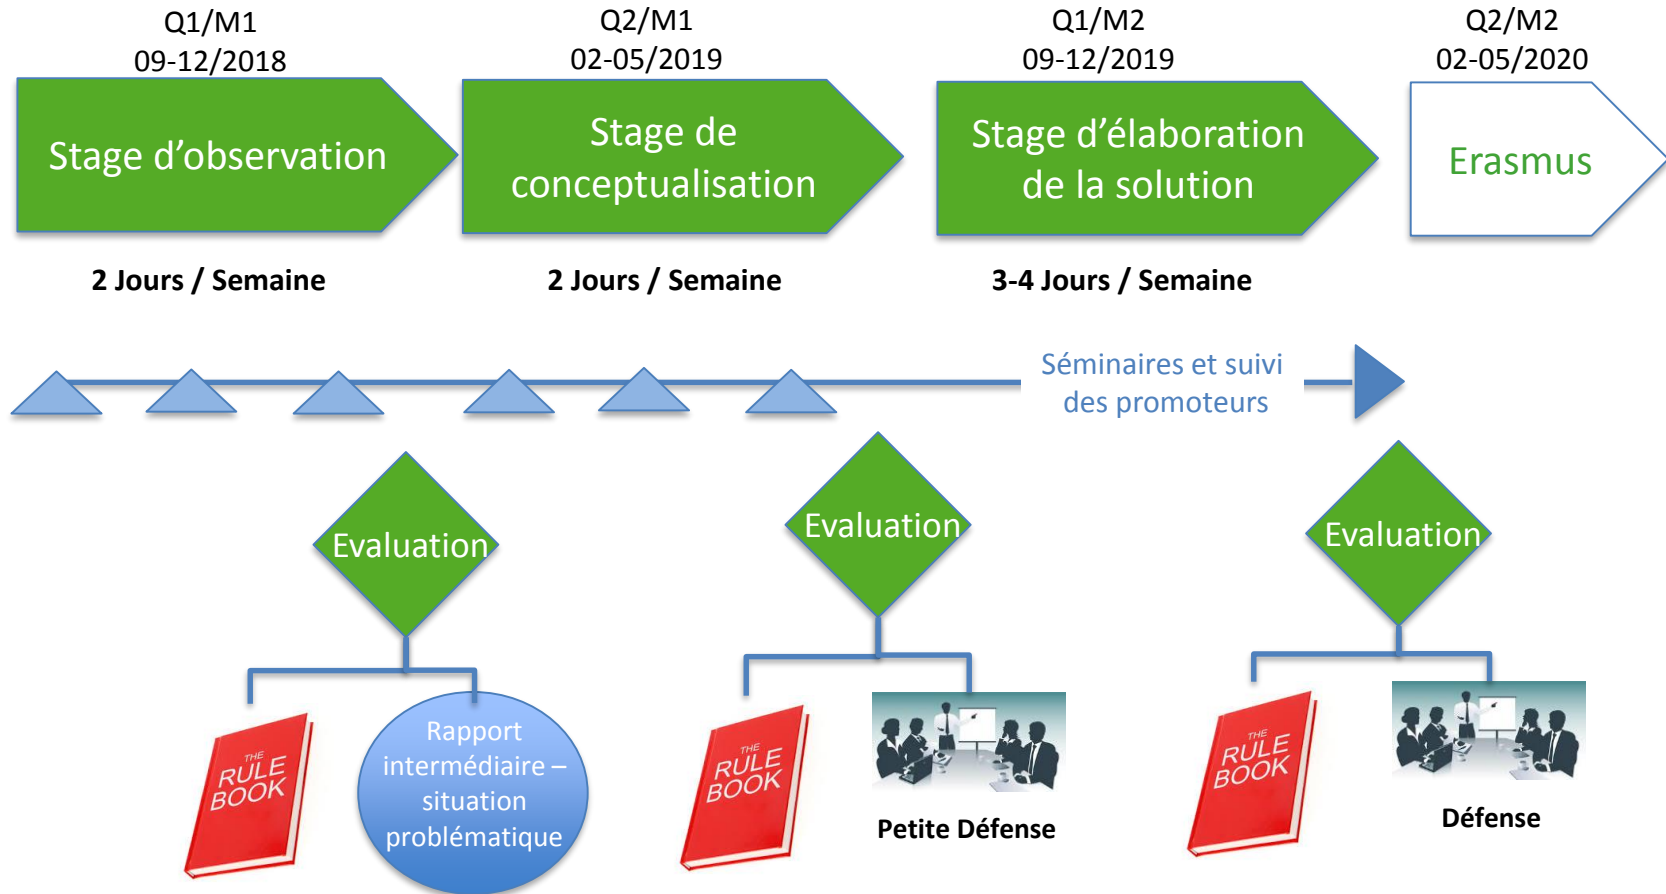 Q1/M1
09-12/2018
Q2/M1
02-05/2019
Q1/M2
09-12/2019
Q2/M2
02-05/2020
Stage d’observation
Stage de
conceptualisation
Stage d’élaboration
de la solution
Erasmus
2 Jours / Semaine
2 Jours / Semaine
3-4 Jours / Semaine
Séminaires et suivi
des promoteurs
Evaluation
Evaluation
Evaluation
THE
RULE
BOOK
Rapport
intermédiaire –
situation
problématique
THE
RULE
BOOK
Petite Défense
THE
RULE
BOOK
Défense